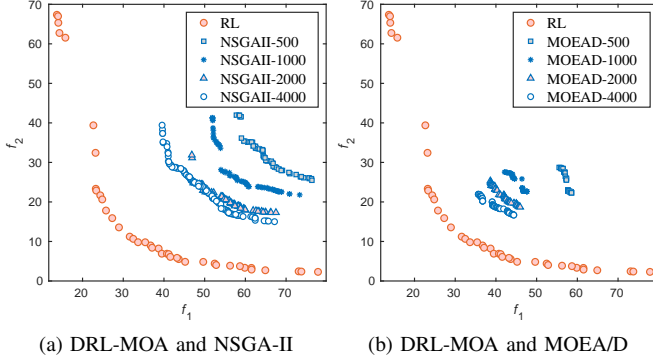 70
60
50
40
30
20
10
0
f2
20 30 40 50 60 70
f1
RL
NSGAII-500
NSGAII-1000
NSGAII-2000
NSGAII-4000
(a) DRL-MOA and NSGA-II
70
60
50
40
30
20
10
0
f2
20 30 40 50 60 70
f1
RL
MOEAD-500
MOEAD-1000
MOEAD-2000
MOEAD-4000
(b) DRL-MOA and MOEA/D